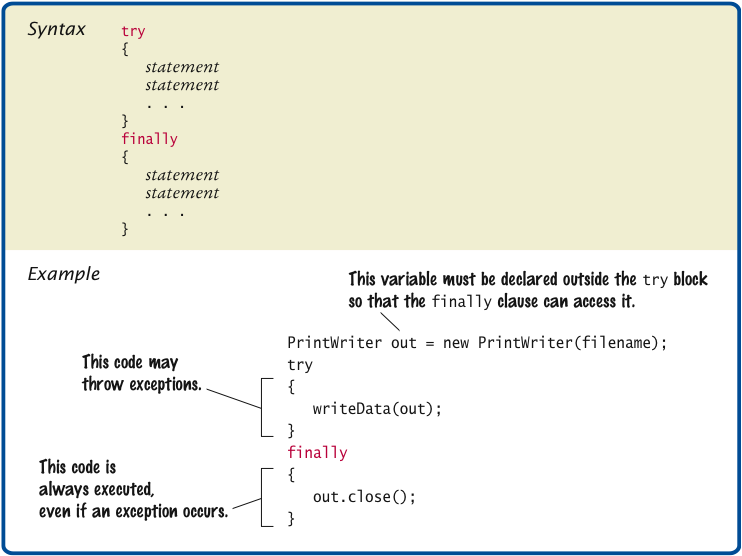 Syntax
try
{
statement
statement
. . .
}
finally
{
statement
statement
. . .
}
Example
This variable must be declared outside the try block
so that the finally clause can access it.
PrintWriter out = new PrintWriter(filename);
This code may
throw exceptions.
try
{
writeData(out);
}
finally
This code is
always executed,
even if an exception occurs.
{
out.close();
}